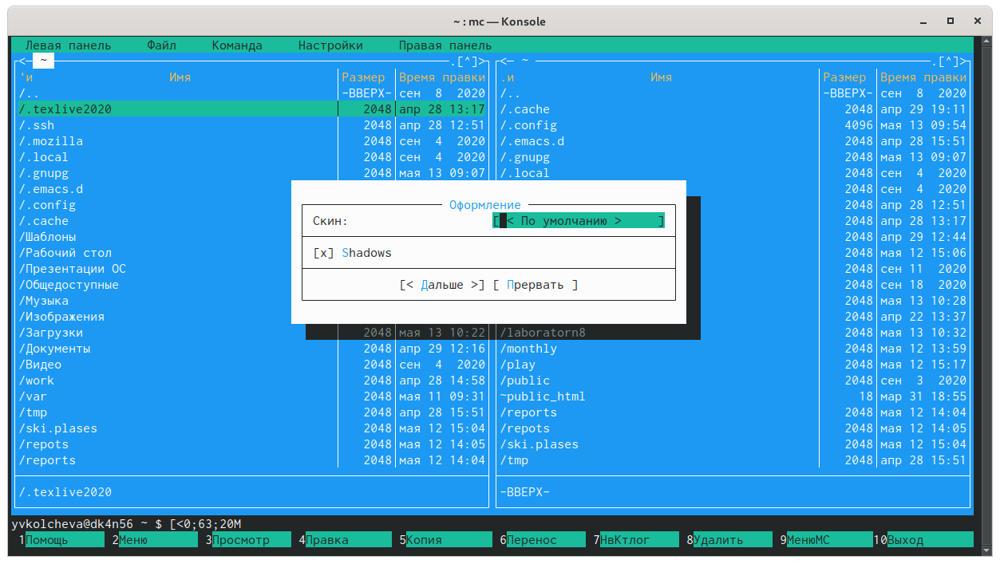 ~ : mc — Konsole
Левая панель Файл Команда Настройки Правая панель
<— ~ .[^]> <— ~ .[^]>
'и Имя Размер Время правки .и Имя Размер Время правки
/.. -ВВЕРХ- сен 8 2020 /.. -ВВЕРХ- сен 8 2020
/.texlive2020 2048 апр 28 13:17 /.cache 2048 апр 29 19:11
/.ssh 2048 апр 28 12:51 /.config 4096 мая 13 09:54
/.mozilla 2048 сен 4 2020 /.emacs.d 2048 апр 28 15:51
/.local 2048 сен 4 2020 /.gnupg 2048 мая 13 09:07
/.gnupg 2048 мая 13 09:07 /.local 2048 сен 4 2020
/.emacs.d 2048 сен 4 2020
/.config Оформление 2048 апр 28 12:51
/.cache Скин: [ < По умолчанию > ] 2048 апр 28 13:17
/Шаблоны 2048 апр 29 12:44
/Рабочий стол [x] Shadows 2048 мая 12 15:06
/Презентации ОС 2048 сен 11 2020
/Общедоступные [< Дальше >] [ Прервать ] 2048 сен 18 2020
/Музыка 2048 мая 13 10:28
/Изображения 2048 апр 22 13:37
/Загрузки 2048 мая 13 10:22 /laboratorn8 2048 мая 13 10:32
/Документы 2048 апр 29 12:16 /monthly 2048 мая 12 13:59
/Видео 2048 сен 4 2020 /play 2048 мая 12 15:17
/work 2048 апр 28 14:58 /public 2048 сен 3 2020
/var 2048 мая 11 09:31 ~public_html 18 мар 31 18:55
/tmp 2048 апр 28 15:51 /reports 2048 мая 12 14:04
/ski.plases 2048 мая 12 15:04 /repots 2048 мая 12 14:05
/repots 2048 мая 12 14:05 /ski.plases 2048 мая 12 15:04
/reports 2048 мая 12 14:04 /tmp 2048 апр 28 15:51
/.texlive2020 -ВВЕРХ-
yvkolcheva@dk4n56 ~ $ [<0;63;20M
1Помощь 2Меню 3Просмотр 4Правка 5Копия 6Перенос 7НвКтлог 8Удалить 9МенюМС 10Выход